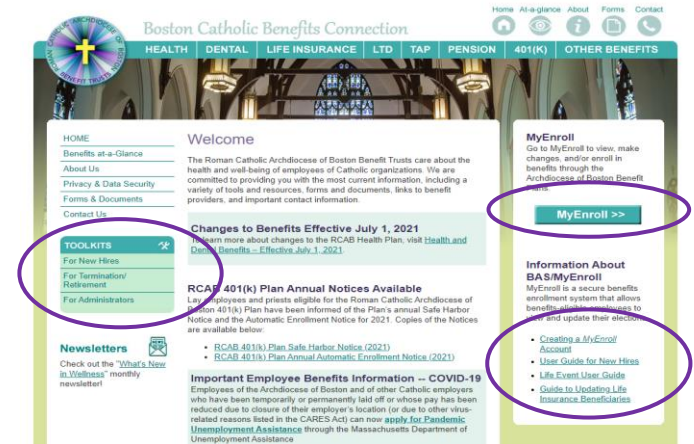 Home At-a-glance About Forms Contact
Boston Catholic Benefits Connection
HEALTH DENTAL LIFE INSURANCE LTD TAP PENSION 401(K) OTHER BENEFITS
ROMAN CATHOLIC ARCHDIOCESE OF BOSTON
BENEFIT TRUSTS
HOME
Benefits at-a-Glance
About Us
Privacy & Data Security
Forms & Documents
Contact Us
TOOLKITS
For New Hires
For Termination/
Retirement
For Administrators
Newsletters
Check out the "What's New
in Wellness" monthly
newsletter!
Welcome
The Roman Catholic Archdiocese of Boston Benefit Trusts care about the
health and well-being of employees of Catholic organizations. We are
committed to providing you with the most current information, including a
variety of tools and resources, forms and documents, links to benefit
providers, and important contact information.
Changes to Benefits Effective July 1, 2021
To learn more about changes to the RCAB Health Plan, visit Health and
Dental Benefits – Effective July 1, 2021.
RCAB 401(k) Plan Annual Notices Available
Lay employees and priests eligible for the Roman Catholic Archdiocese of
Boston 401(k) Plan have been informed of the Plan's annual Safe Harbor
Notice and the Automatic Enrollment Notice for 2021. Copies of the Notices
are available below:
• RCAB 401(k) Plan Safe Harbor Notice (2021)
• RCAB 401(k) Plan Annual Automatic Enrollment Notice (2021)
Important Employee Benefits Information -- COVID-19
Employees of the Archdiocese of Boston and of other Catholic employers
who have been temporarily or permanently laid off or whose pay has been
reduced due to closure of their employer's location (or due to other virus-
related reasons listed in the CARES Act) can now apply for Pandemic
Unemployment Assistance through the Massachusetts Department of
Unemployment Assistance
MyEnroll
Go to MyEnroll to view, make
changes, and/or enroll in
benefits through the
Archdiocese of Boston Benefit
Plans.
MyEnroll >>
Information About
BAS/MyEnroll
MyEnroll is a secure benefits
enrollment system that allows
benefits-eligible employees to
view and update their elections.
• Creating a MyEnroll
Account
• User Guide for New Hires
• Life Event User Guide
• Guide to Updating Life
Insurance Beneficiaries